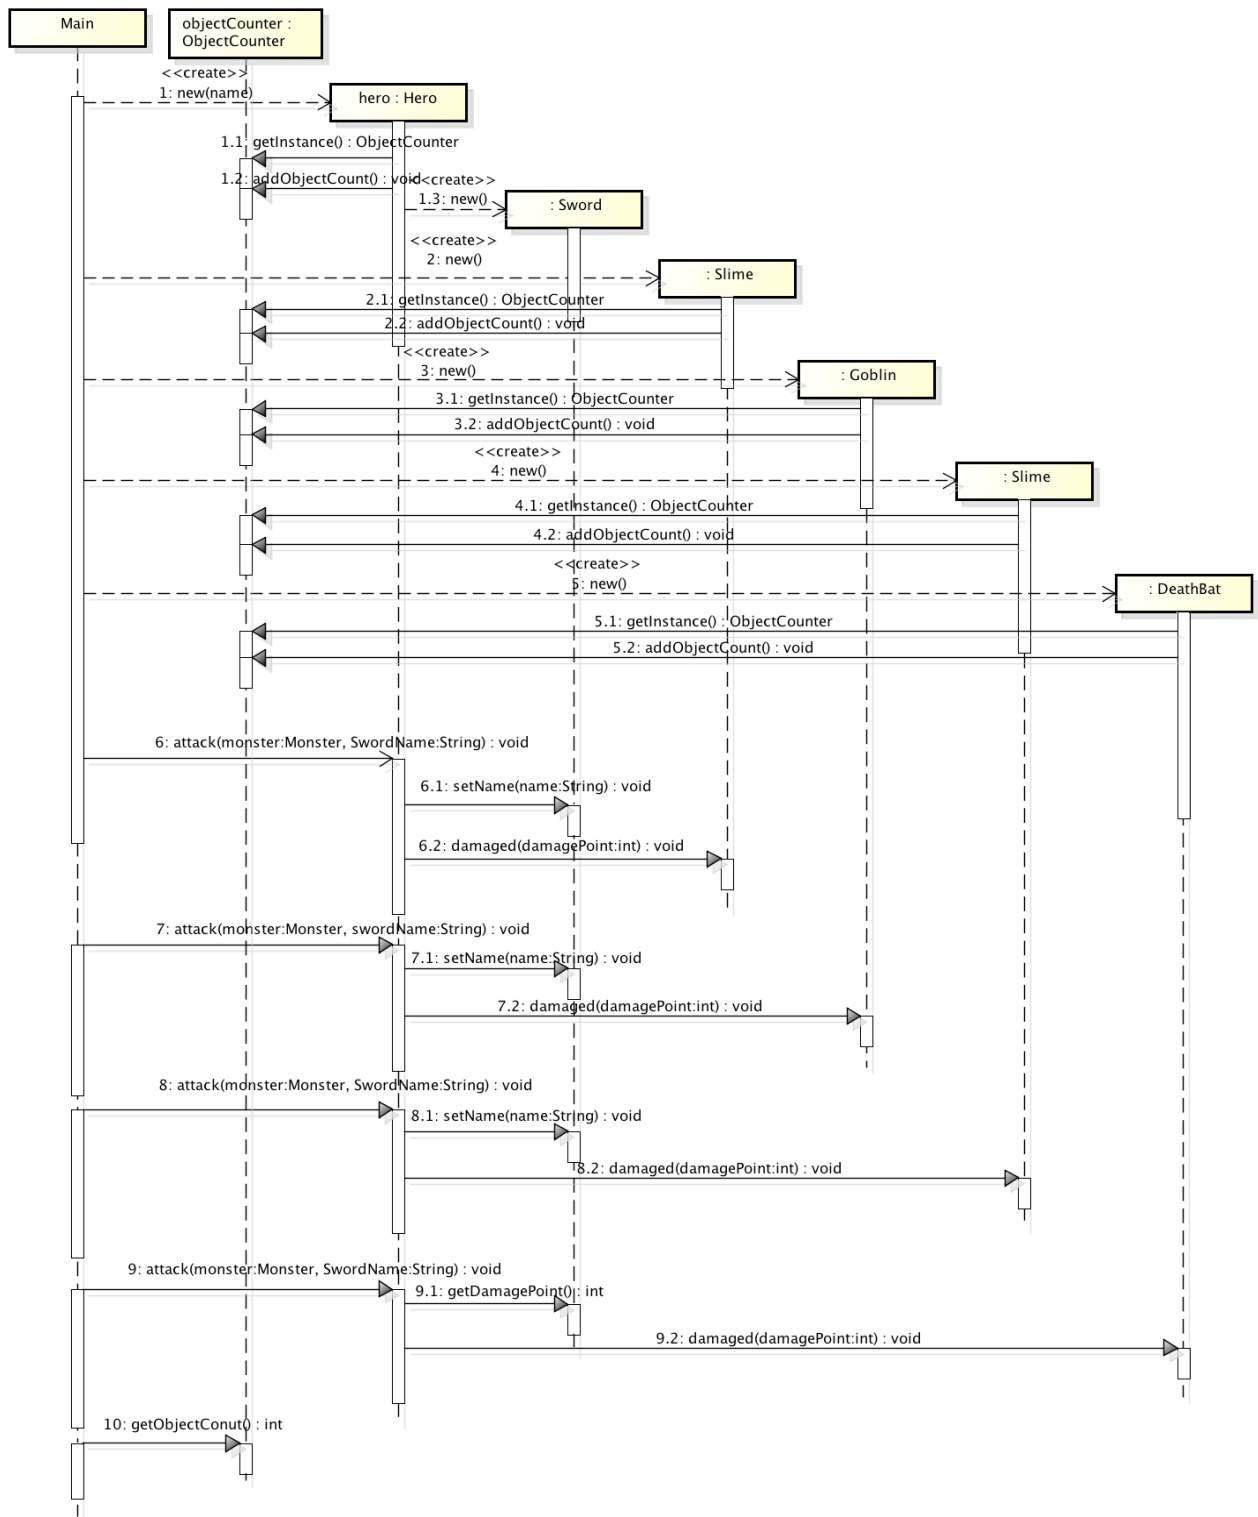 Main
objectCounter :
ObjectCounter
<<create>>
1: new(name)
hero : Hero
1.1: getInstance() : ObjectCounter
1.2: addObjectCount() : void
<<create>>
1.3: new()
: Sword
<<create>>
2: new()
: Slime
2.1: getInstance() : ObjectCounter
2.2: addObjectCount() : void
<<create>>
3: new()
: Goblin
3.1: getInstance() : ObjectCounter
3.2: addObjectCount() : void
<<create>>
4: new()
: Slime
4.1: getInstance() : ObjectCounter
4.2: addObjectCount() : void
<<create>>
5: new()
: DeathBat
5.1: getInstance() : ObjectCounter
5.2: addObjectCount() : void
6: attack(monster:Monster, SwordName:String) : void
6.1: setName(name:String) : void
6.2: damaged(damagePoint:int) : void
7: attack(monster:Monster, swordName:String) : void
7.1: setName(name:String) : void
7.2: damaged(damagePoint:int) : void
8: attack(monster:Monster, SwordName:String) : void
8.1: setName(name:String) : void
8.2: damaged(damagePoint:int) : void
9: attack(monster:Monster, SwordName:String) : void
9.1: getDamagePoint() : int
9.2: damaged(damagePoint:int) : void
10: getObjectConut() : int